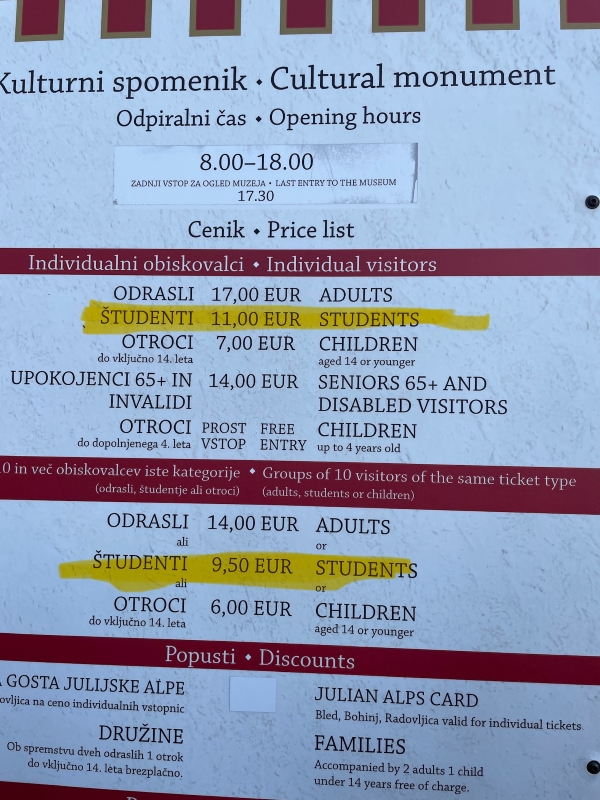 Kulturni spomenik • Cultural monument
Odpiralni čas • Opening hours
8.00–18.00
ZADNJI VSTOP ZA OGLED MUZEJA • LAST ENTRY TO THE MUSEUM
17.30
Cenik • Price list
Individualni obiskovalci • Individual visitors
ODRASLI 17,00 EUR ADULTS
ŠTUDENTI 11,00 EUR STUDENTS
OTROCI 7,00 EUR CHILDREN
do vključno 14. leta aged 14 or younger
UPOKOJENCI 65+ IN 14,00 EUR SENIORS 65+ AND
INVALIDI DISABLED VISITORS
OTROCI PROST FREE CHILDREN
do dopolnjenega 4. leta VSTOP ENTRY up to 4 years old
0 in več obiskovalcev iste kategorije • Groups of 10 visitors of the same ticket type
(odrasli, študentje ali otroci) (adults, students or children)
ODRASLI 14,00 EUR ADULTS
ali or
ŠTUDENTI 9,50 EUR STUDENTS
ali or
OTROCI 6,00 EUR CHILDREN
do vključno 14. leta aged 14 or younger
Popusti • Discounts
GOSTA JULIJSKE ALPE JULIAN ALPS CARD
ovljica na ceno individualnih vstopnic Bled, Bohinj, Radovljica valid for individual tickets
DRUŽINE FAMILIES
Ob spremstvu dveh odraslih 1 otrok Accompanied by 2 adults 1 child
do vključno 14. leta brezplačno. under 14 years free of charge.